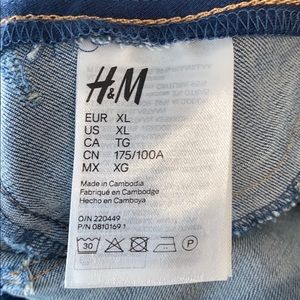 H&M
EUR XL
US XL
CA TG
CN 175/100A
MX XG
Made in Cambodia
Fabriqué en Cambodge
Hecho en Camboya
O/N 220449
P/N 0810169 1
30
P